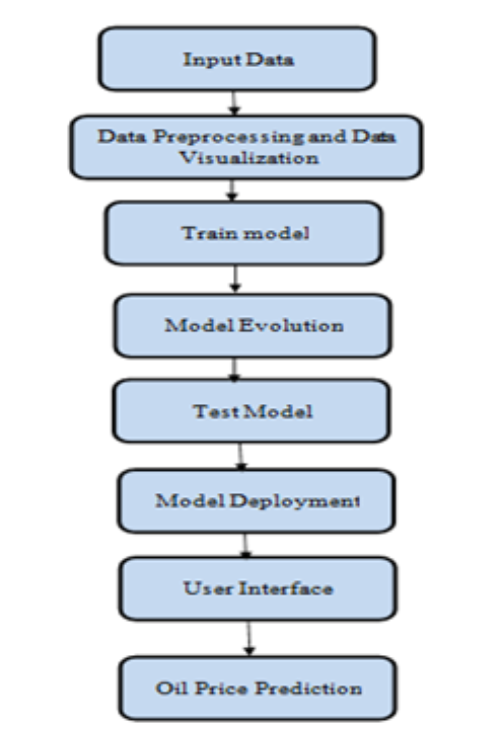 Input Data
Data Preprocessing and Data
Visualization
Train model
Model Evolution
Test Model
Model Deployment
User Interface
Oil Price Prediction